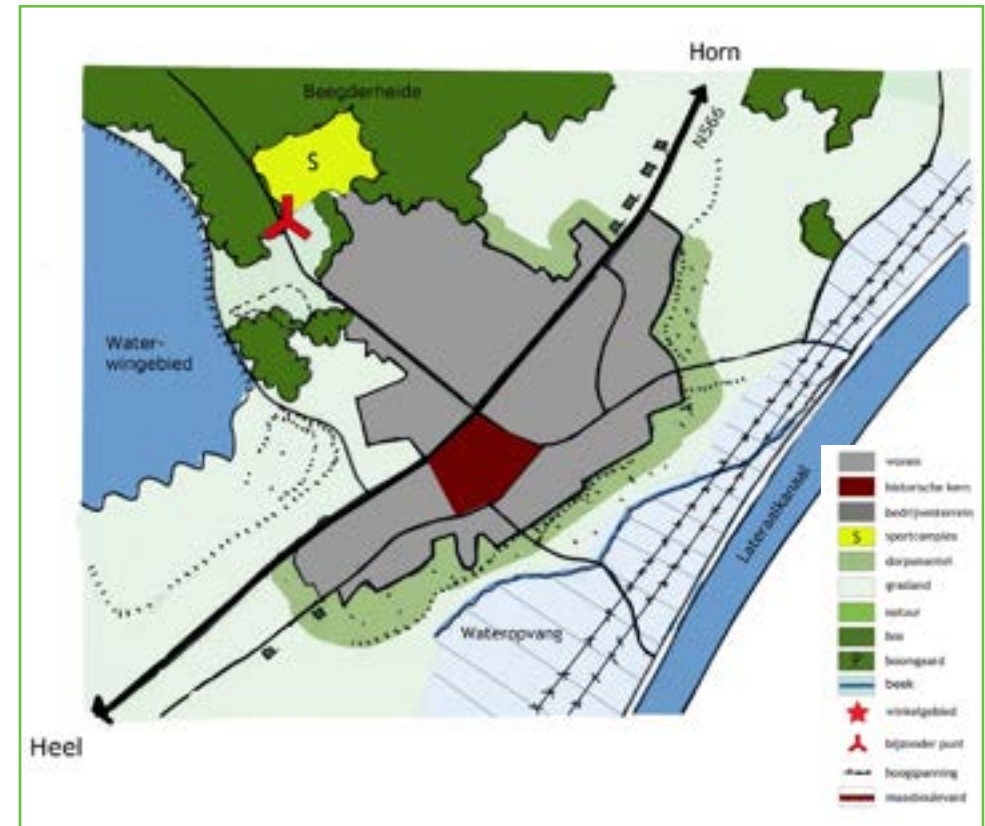 Horn
Beegderheide
N566
S
Water-
wingebied
Lateraalkanaal
Wateropvang
Heel
wonen
historische kern
bedrijventerrein
S sportcomplex
dorpsmantel
grasland
natuur
bos
boomgaard
beek
winkelgebied
bijzonder punt
hoogspanning
maasboulevard